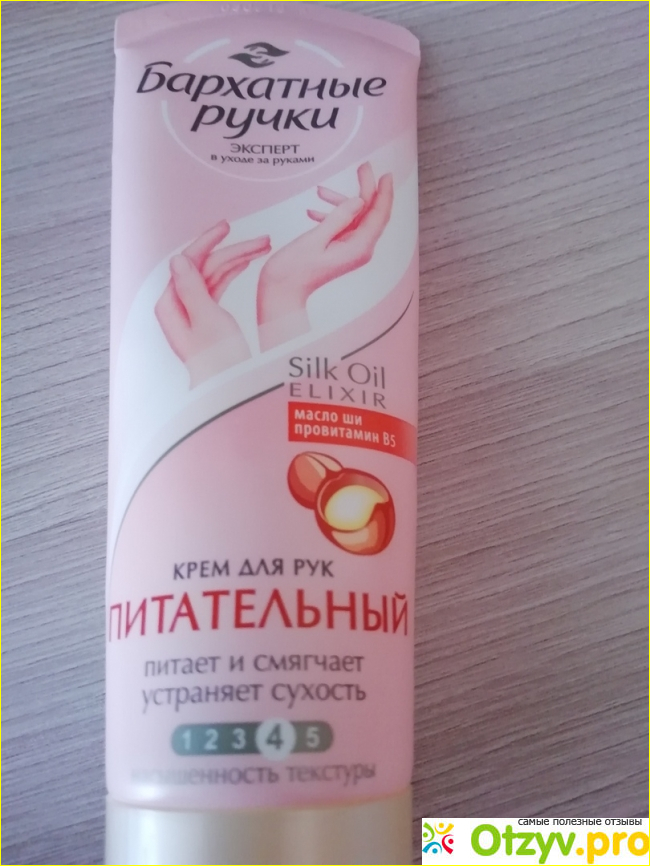 Бархатные
ручки
ЭКСПЕРТ
в уходе за руками
Silk Oil
ELIXIR
масло ши
провитамин B5
КРЕМ ДЛЯ РУК
ПИТАТЕЛЬНЫЙ
питает и смягчает
устраняет сухость
1 2 3 4 5
насыщенность текстуры
самые полезные отзывы
Otzyv.pro